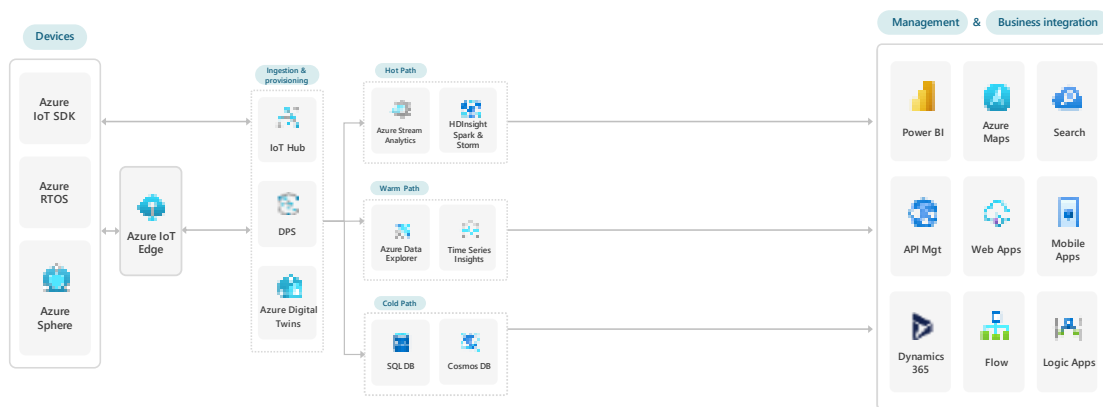 Devices
Azure
IoT SDK
Azure
RTOS
Azure
Sphere
Azure IoT
Edge
Ingestion &
provisioning
IoT Hub
DPS
Azure Digital
Twins
Hot Path
Azure Stream
Analytics
HDInsight
Spark &
Storm
Warm Path
Azure Data
Explorer
Time Series
Insights
Cold Path
SQL DB
Cosmos DB
Management & Business integration
Power BI
Azure
Maps
Search
API Mgt
Web Apps
Mobile
Apps
Dynamics
365
Flow
Logic Apps